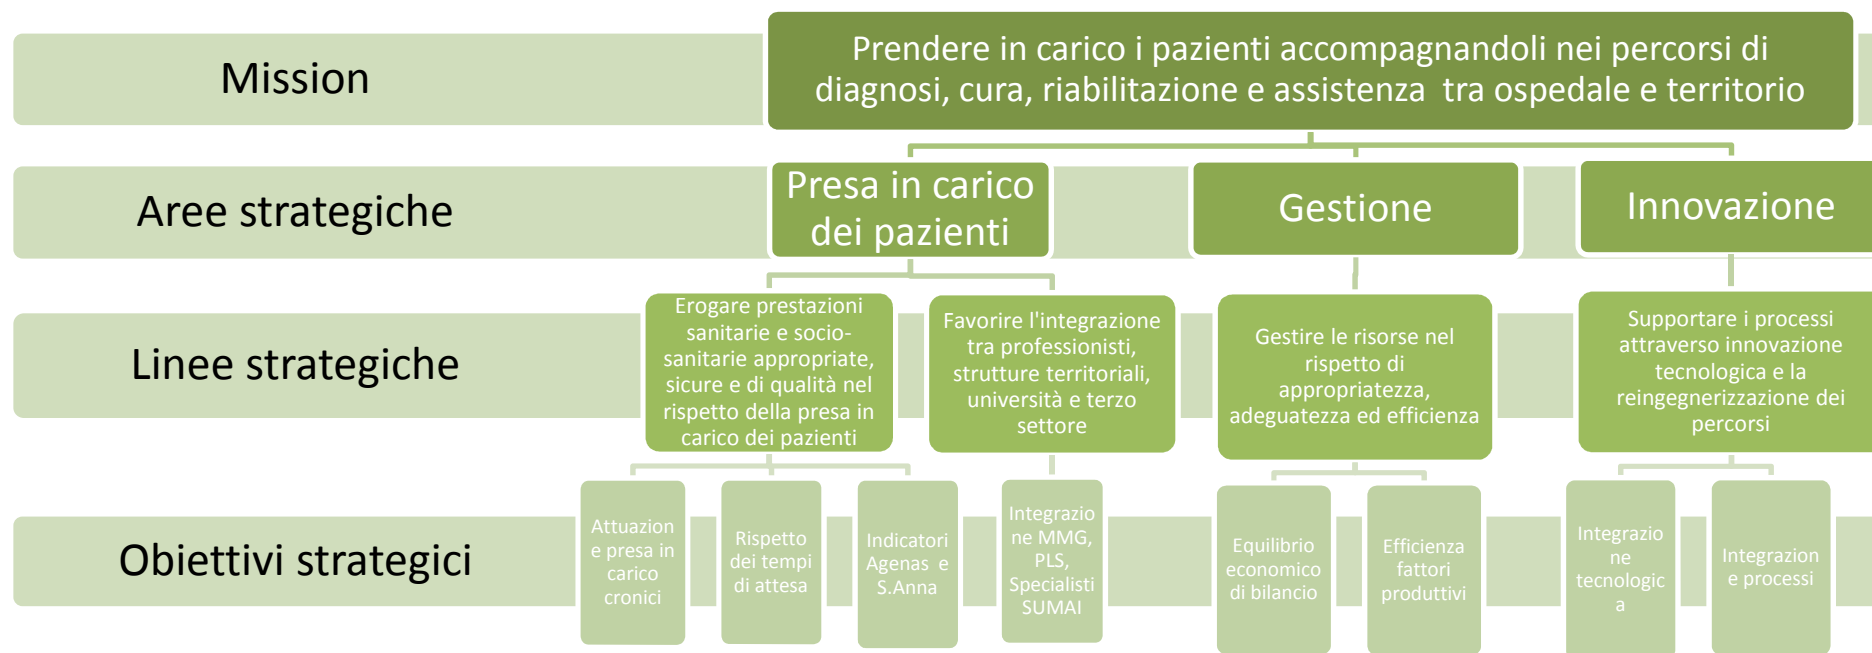 Mission
Prendere in carico i pazienti accompagnandoli nei percorsi di
diagnosi, cura, riabilitazione e assistenza tra ospedale e territorio
Aree strategiche
Presa in carico
dei pazienti
Gestione
Innovazione
Linee strategiche
Erogare prestazioni
sanitarie e socio-
sanitarie appropriate,
sicure e di qualità nel
rispetto della presa in
carico dei pazienti
Favorire l'integrazione
tra professionisti,
strutture territoriali,
università e terzo
settore
Gestire le risorse nel
rispetto di
appropriatezza,
adeguatezza ed efficienza
Supportare i processi
attraverso innovazione
tecnologica e la
reingegnerizzazione dei
percorsi
Obiettivi strategici
Attuazion
e presa in
carico
cronici
Rispetto
dei tempi
di attesa
Indicatori
Agenas e
S.Anna
Integrazio
ne MMG,
PLS,
Specialisti
SUMAI
Equilibrio
economico
di bilancio
Efficienza
fattori
produttivi
Integrazio
ne
tecnologic
a
Integrazion
e processi